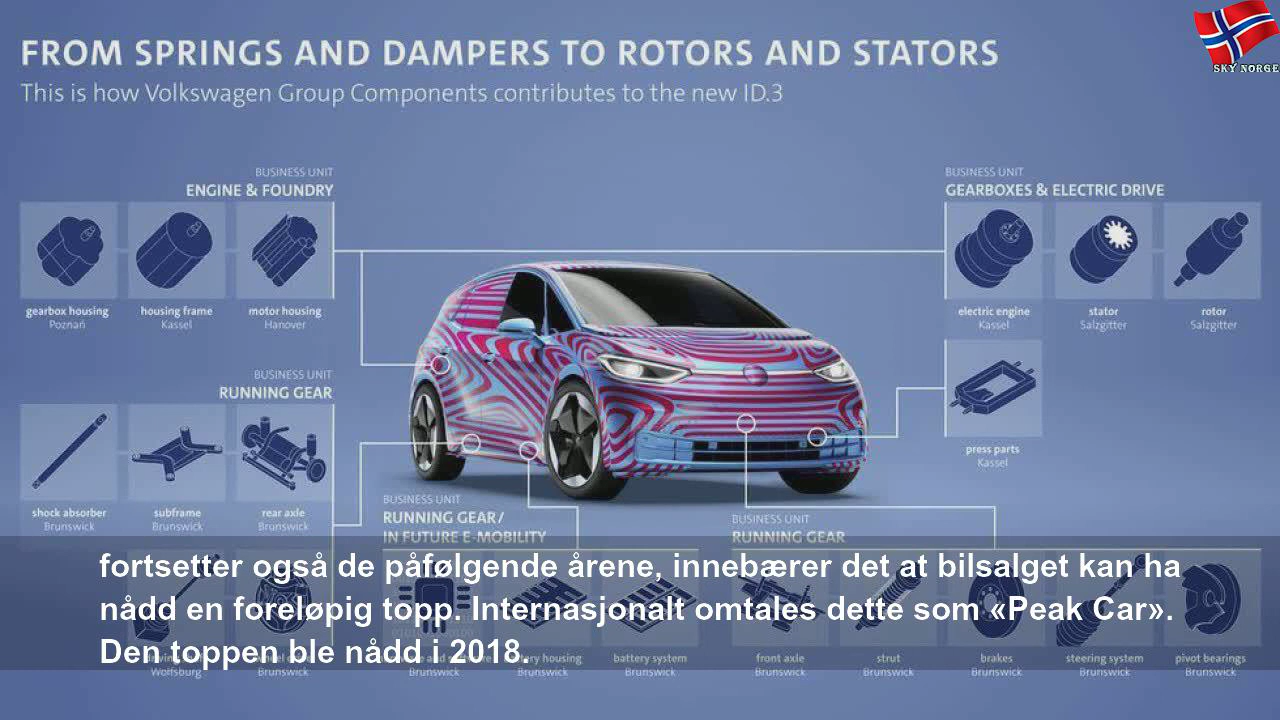 FROM SPRINGS AND DAMPERS TO ROTORS AND STATORS
This is how Volkswagen Group Components contributes to the new ID.3
SKY NORGE
BUSINESS UNIT
ENGINE & FOUNDRY
gearbox housing
Poznań
housing frame
Kassel
motor housing
Hanover
BUSINESS UNIT
GEARBOXES & ELECTRIC DRIVE
electric engine
Kassel
stator
Salzgitter
rotor
Salzgitter
press parts
Kassel
BUSINESS UNIT
RUNNING GEAR
shock absorber
Brunswick
subframe
Brunswick
rear axle
Brunswick
BUSINESS UNIT
RUNNING GEAR/
IN FUTURE E-MOBILITY
BUSINESS UNIT
RUNNING GEAR
fortsetter også de påfølgende årene, innebærer det at bilsalget kan ha
nådd en foreløpig topp. Internasjonalt omtales dette som «Peak Car».
Den toppen ble nådd i 2018.
Wolfsburg
Brunswick
Brunswick
housing
Brunswick
battery system
Brunswick
front axle
Brunswick
strut
Brunswick
brakes
Brunswick
steering system
Brunswick
pivot bearings
Brunswick